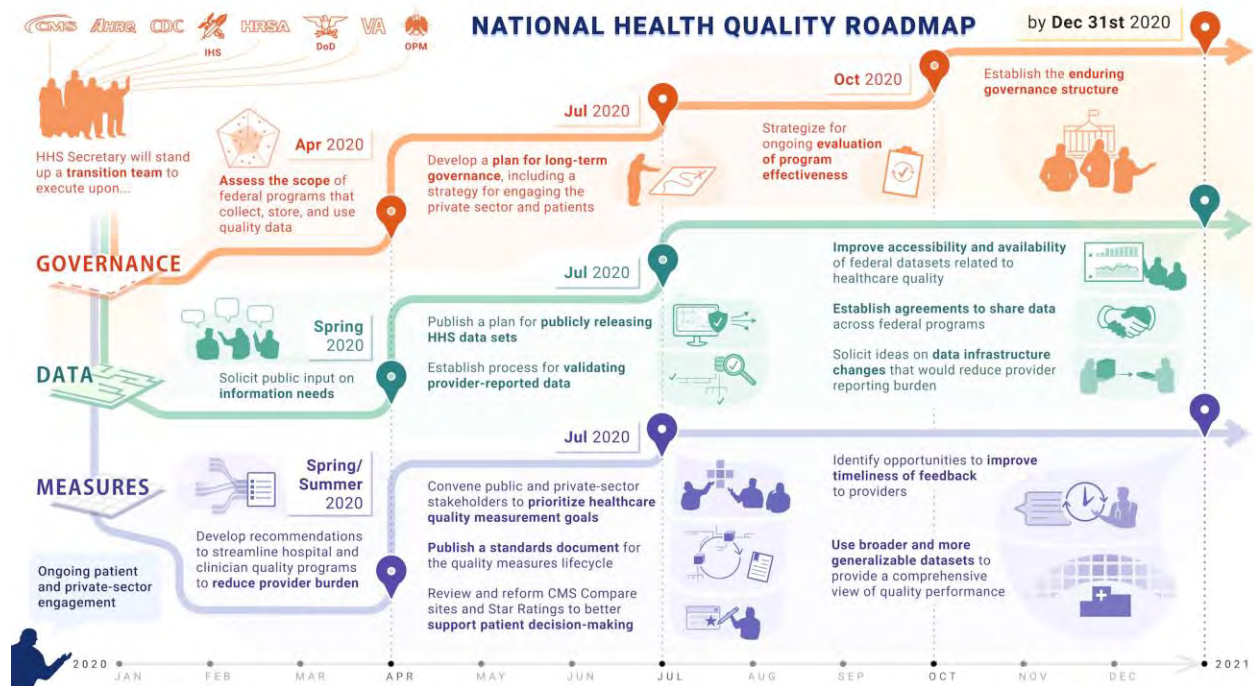 CMS AHRQ CDC IHS HRSA DoD VA OPM
NATIONAL HEALTH QUALITY ROADMAP
by Dec 31st 2020
HHS Secretary will stand
up a transition team to
execute upon...
GOVERNANCE
Apr 2020
Assess the scope of
federal programs that
collect, store, and use
quality data
Jul 2020
Develop a plan for long-term
governance, including a
strategy for engaging the
private sector and patients
Oct 2020
Strategize for
ongoing evaluation
of program
effectiveness
Establish the enduring
governance structure
DATA
Spring
2020
Solicit public input on
information needs
Jul 2020
Publish a plan for publicly releasing
HHS data sets
Establish process for validating
provider-reported data
Improve accessibility and availability
of federal datasets related to
healthcare quality
Establish agreements to share data
across federal programs
Solicit ideas on data infrastructure
changes that would reduce provider
reporting burden
MEASURES
Spring/
Summer
2020
Develop recommendations
to streamline hospital and
clinician quality programs
to reduce provider burden
Jul 2020
Convene public and private-sector
stakeholders to prioritize healthcare
quality measurement goals
Publish a standards document for
the quality measures lifecycle
Review and reform CMS Compare
sites and Star Ratings to better
support patient decision-making
Identify opportunities to improve
timeliness of feedback
to providers
Use broader and more
generalizable datasets to
provide a comprehensive
view of quality performance
Ongoing patient
and private-sector
engagement
2020 JAN FEB MAR APR MAY JUN JUL AUG SEP OCT NOV DEC 2021